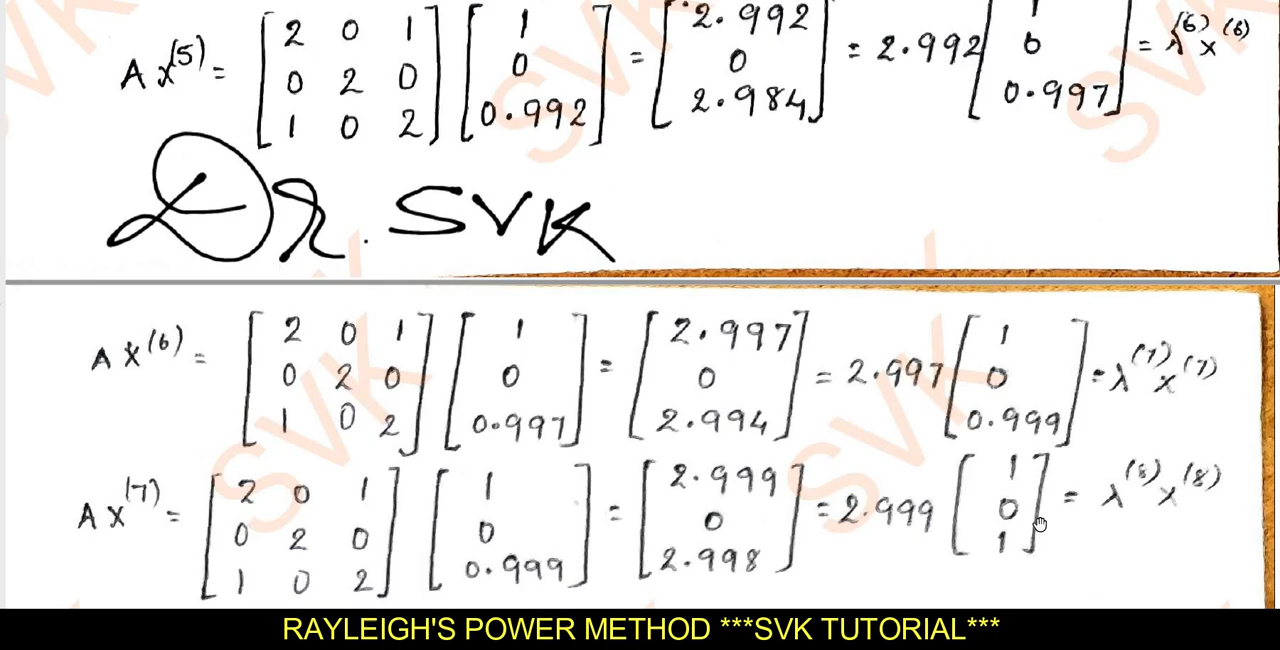 A x^(5) = [2 0 1; 0 2 0; 1 0 2] [1; 0; 0.992] = [2.992; 0; 2.984] = 2.992 [1; 0; 0.997] = λ^(6) x^(6)
Dr. SVK
A x^(6) = [2 0 1; 0 2 0; 1 0 2] [1; 0; 0.997] = [2.997; 0; 2.994] = 2.997 [1; 0; 0.999] = λ^(7) x^(7)
A x^(7) = [2 0 1; 0 2 0; 1 0 2] [1; 0; 0.999] = [2.999; 0; 2.998] = 2.999 [1; 0; 1] = λ^(8) x^(8)
SVK
SVK
SVK
SVK
RAYLEIGH'S POWER METHOD ***SVK TUTORIAL***